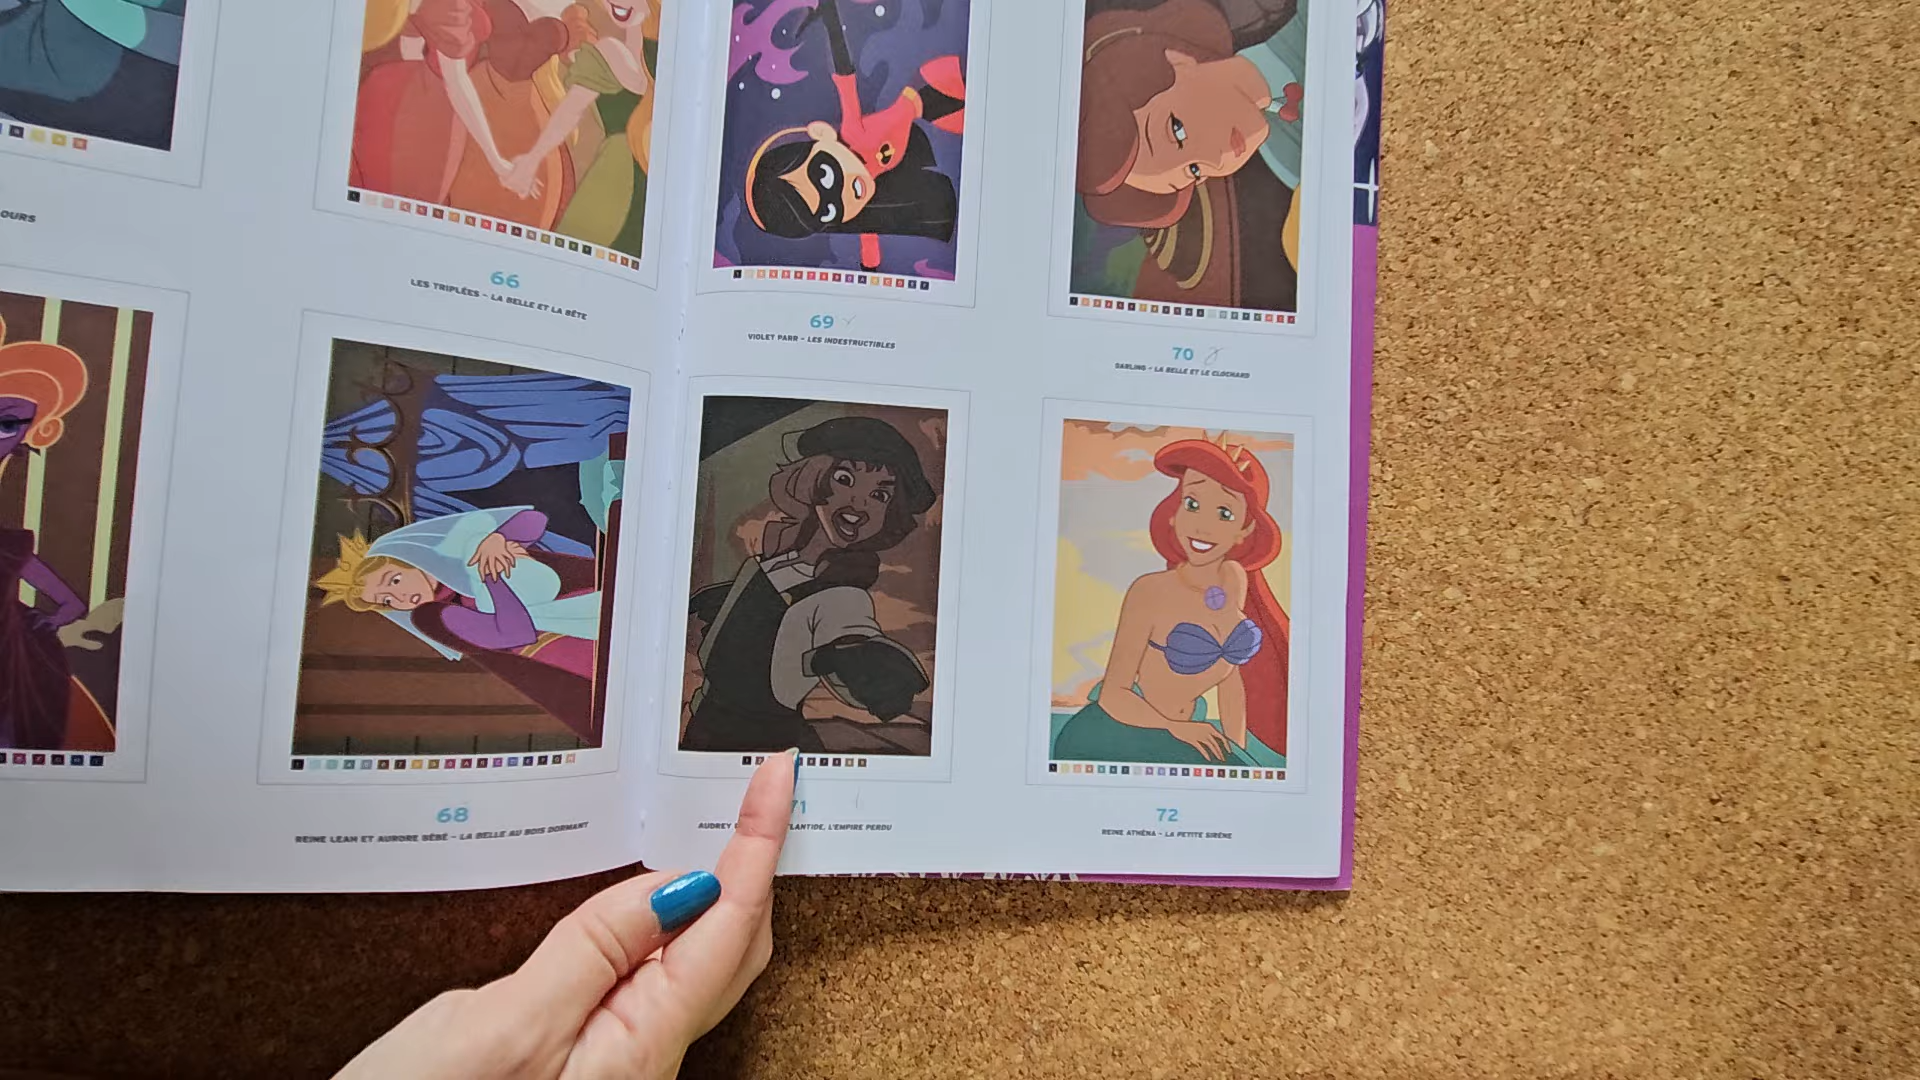 OURS
66
LES TRIPLÉES – LA BELLE ET LA BÊTE
69
VIOLET PARR – LES INDESTRUCTIBLES
70
DARLING – LA BELLE ET LE CLOCHARD
68
REINE LEAH ET AURORE BÉBÉ – LA BELLE AU BOIS DORMANT
71
AUDREY L'EMPIRE PERDU
72
REINE ATHÉNA – LA PETITE SIRÈNE